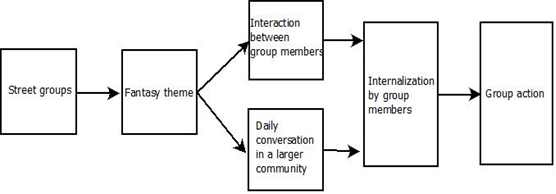 Street groups
Fantasy theme
Interaction
between
group members
Daily
conversation
in a larger
community
Internalization
by group
members
Group action